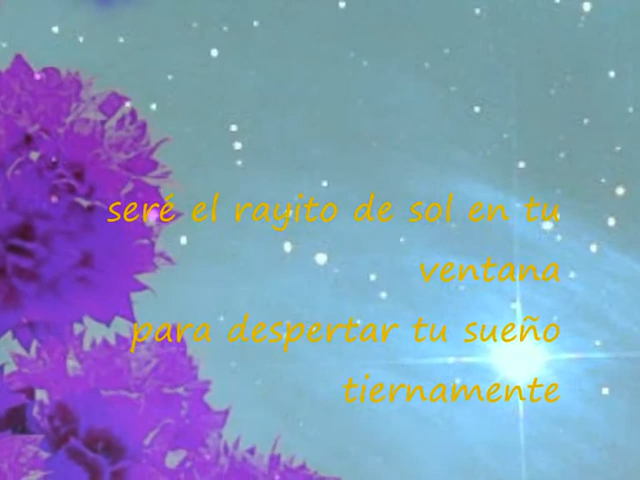 seré el rayito de sol en tu
ventana
para despertar tu sueño
tiernamente